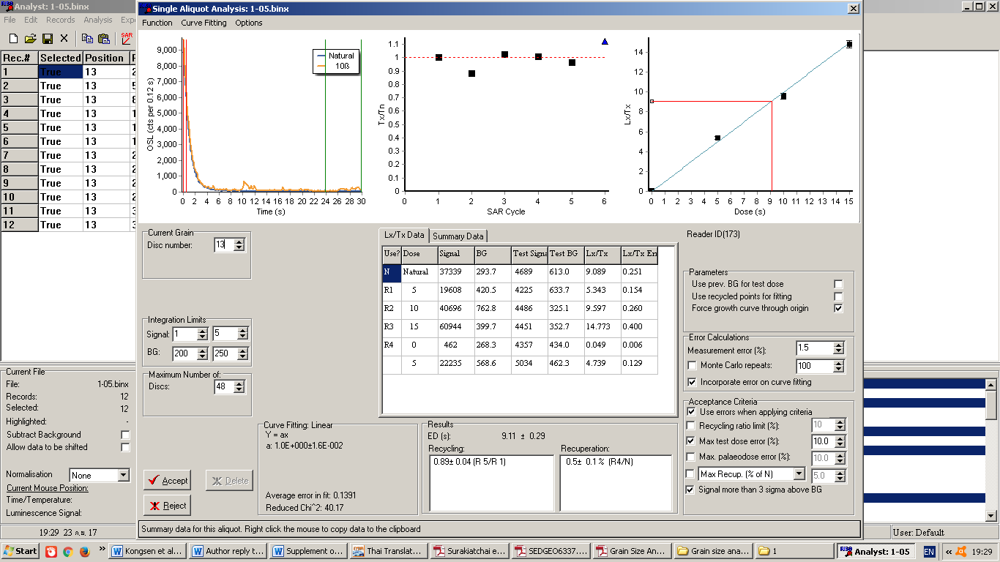 Analyst: 1-05.binx
File Edit Records Analysis Expo
SAR
Rec.# Selected Position
1 True 13 2
2 True 13 5
3 True 13 8
4 True 13 1
5 True 13 1
6 True 13 1
7 True 13 2
8 True 13 2
9 True 13 2
10 True 13 2
11 True 13 3
12 True 13 3
Current File
File: 1-05.binx
Records: 12
Selected: 12
Highlighted: -
Subtract Background
Allow data to be shifted
Normalisation None
Current Mouse Position:
Time/Temperature:
Luminescence Signal:
19:29 23 ก.ย. 17
Single Aliquot Analysis: 1-05.binx
Function Curve Fitting Options
OSL (cts per 0.12 s)
9,000
8,000
7,000
6,000
5,000
4,000
3,000
2,000
1,000
0
0 2 4 6 8 10 12 14 16 18 20 22 24 26 28 30
Time (s)
Natural
10ß
Tx/Tn
1.1
1
0.9
0.8
0.7
0.6
0.5
0.4
0.3
0.2
0.1
0
0 1 2 3 4 5 6
SAR Cycle
Lx/Tx
14
12
10
8
6
4
2
0
0 1 2 3 4 5 6 7 8 9 10 11 12 13 14 15
Dose (s)
Current Grain
Disc number: 13
Integration Limits
Signal: 1 5
BG: 200 250
Maximum Number of:
Discs: 48
Accept Delete
Reject
Lx/Tx Data Summary Data
Use? Dose Signal BG Test Signa Test BG Lx/Tx Lx/Tx Err
N Natural 37339 293.7 4689 613.0 9.089 0.251
R1 5 19608 420.5 4225 633.7 5.343 0.154
R2 10 40696 762.8 4486 325.1 9.597 0.260
R3 15 60944 399.7 4451 352.7 14.773 0.400
R4 0 462 268.3 4357 434.0 0.049 0.006
5 22235 568.6 5034 462.3 4.739 0.129
Curve Fitting: Linear
Y = ax
a: 1.0E+000±1.6E-002
Average error in fit: 0.1391
Reduced Chi^2: 40.17
Results
ED (s): 9.11 ± 0.29
Recycling: Recuperation:
0.89± 0.04 (R 5/R 1) 0.5± 0.1 % (R4/N)
Reader ID(173)
Parameters
Use prev. BG for test dose
Use recycled points for fitting
Force growth curve through origin
Error Calculations
Measurement error (%): 1.5
Monte Carlo repeats: 100
Incorporate error on curve fitting
Acceptance Criteria
Use errors when applying criteria
Recycling ratio limit (%): 10
Max test dose error (%): 10.0
Max. palaeodose error (%): 10.0
Max Recup. (% of N) 5.0
Signal more than 3 sigma above BG
Summary data for this aliquot. Right click the mouse to copy data to the clipboard
User: Default
Start » Kongsen et al... Author reply t... Supplement o... Thai Translat... Surakiatchai e... SEDGEO6337.... Grain Size An... Grain size ana... 1 Analyst: 1-05 EN « 19:29